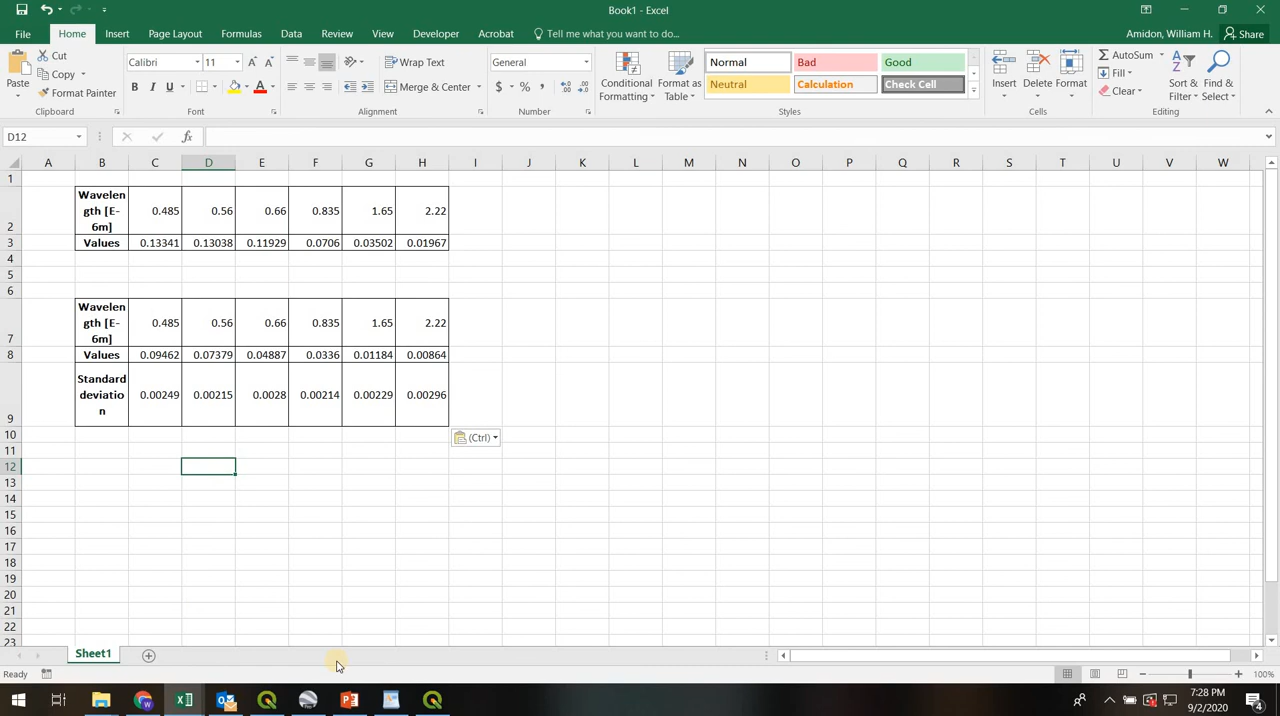 Book1 - Excel
File Home Insert Page Layout Formulas Data Review View Developer Acrobat Tell me what you want to do... Amidon, William H. Share
Paste Cut Copy Format Painter
Calibri 11 B I U A
Wrap Text Merge & Center
General $ % ,
Conditional Formatting Format as Table
Normal Bad Good
Neutral Calculation Check Cell
Insert Delete Format
AutoSum Fill Clear Sort & Filter Find & Select
Clipboard Font Alignment Number Styles Cells Editing
D12 fx
A B C D E F G H I J K L M N O P Q R S T U V W
1
2 Wavelen
gth [E-
6m] 0.485 0.56 0.66 0.835 1.65 2.22
3 Values 0.13341 0.13038 0.11929 0.0706 0.03502 0.01967
4
5
6
7 Wavelen
gth [E-
6m] 0.485 0.56 0.66 0.835 1.65 2.22
8 Values 0.09462 0.07379 0.04887 0.0336 0.01184 0.00864
9 Standard
deviatio
n 0.00249 0.00215 0.0028 0.00214 0.00229 0.00296
10 (Ctrl)
11
12
13
14
15
16
17
18
19
20
21
22
23
Sheet1
Ready 100%
7:28 PM
9/2/2020 4